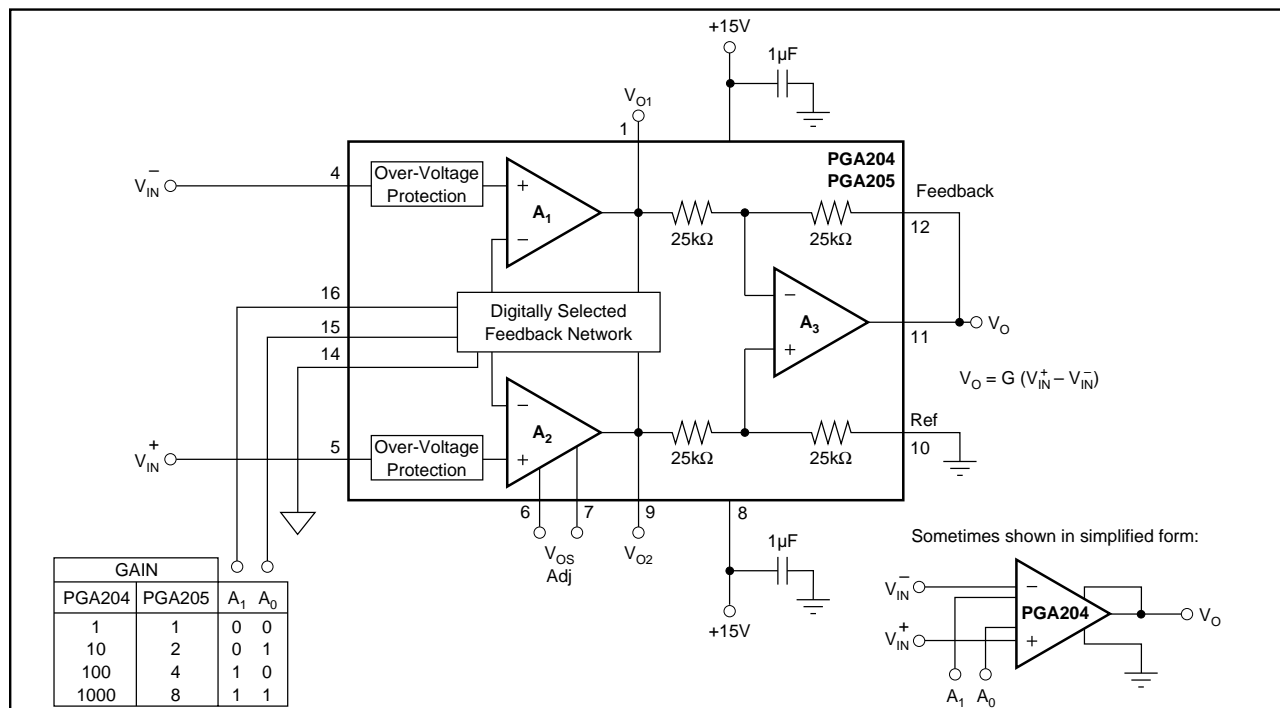 +15V
1µF
V_O1
1
PGA204
PGA205
Feedback
V_IN^–
4
Over-Voltage
Protection
+
A_1
–
25kΩ
25kΩ
12
16
15
14
Digitally Selected
Feedback Network
–
A_3
+
11
V_O
V_O = G (V_IN^+ – V_IN^–)
V_IN^+
5
Over-Voltage
Protection
–
A_2
+
25kΩ
25kΩ
Ref
10
6
7
9
8
V_OS
Adj
V_O2
1µF
+15V
GAIN
PGA204 PGA205 A_1 A_0
1 1 0 0
10 2 0 1
100 4 1 0
1000 8 1 1
Sometimes shown in simplified form:
V_IN^–
–
PGA204
V_O
V_IN^+
+
A_1 A_0